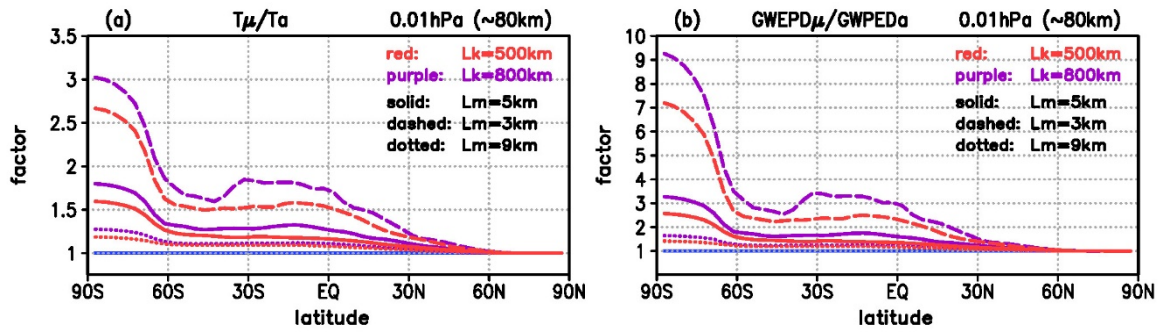 (a) Tμ/Ta 0.01hPa (~80km)
3.5
3
2.5
2
1.5
1
factor
red: Lk=500km
purple: Lk=800km
solid: Lm=5km
dashed: Lm=3km
dotted: Lm=9km
90S 60S 30S EQ 30N 60N 90N
latitude
(b) GWEPDμ/GWPEDa 0.01hPa (~80km)
10
9
8
7
6
5
4
3
2
1
factor
red: Lk=500km
purple: Lk=800km
solid: Lm=5km
dashed: Lm=3km
dotted: Lm=9km
90S 60S 30S EQ 30N 60N 90N
latitude